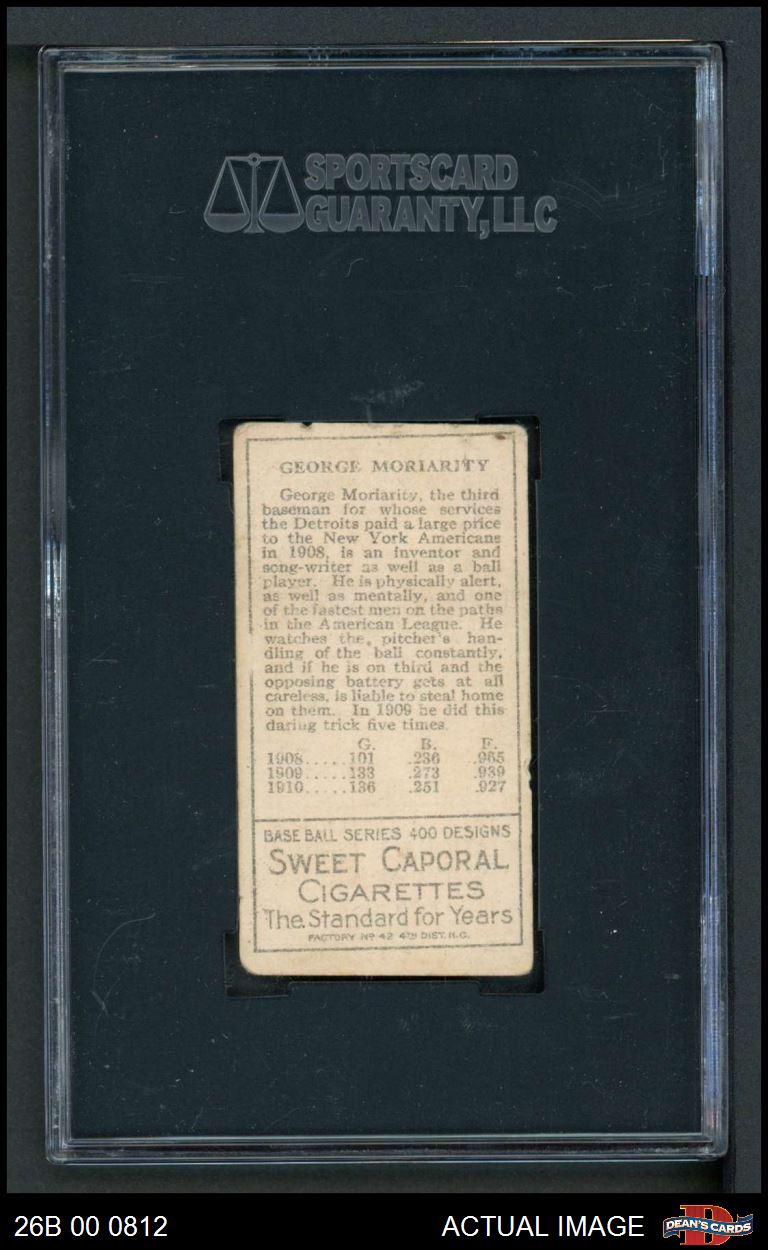 SPORTSCARD
GUARANTY, LLC
GEORGE MORIARITY
George Moriarity, the third
baseman for whose services
the Detroits paid a large price
to the New York Americans
in 1908, is an inventor and
song-writer as well as a ball
player. He is physically alert,
as well as mentally, and one
of the fastest men on the paths
in the American League. He
watches the pitcher's han-
dling of the ball constantly,
and if he is on third and the
opposing battery gets at all
careless, is liable to steal home
on them. In 1909 he did this
daring trick five times.
G. B. F.
1908.....101 .236 .965
1909.....133 .273 .939
1910.....136 .251 .927
BASE BALL SERIES 400 DESIGNS
SWEET CAPORAL
CIGARETTES
The Standard for Years
FACTORY Nº 42 4TH DIST. N.C.
26B 00 0812
ACTUAL IMAGE
DEAN'S CARDS